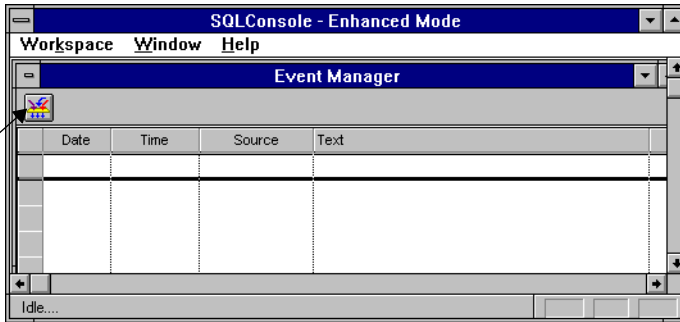 SQLConsole - Enhanced Mode
Workspace Window Help
Event Manager
Date Time Source Text
Idle....